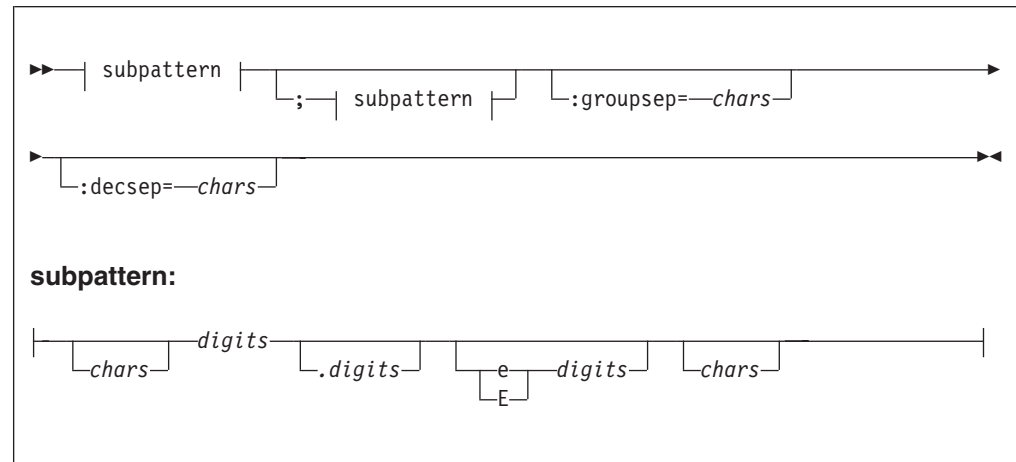 subpattern
; subpattern :groupsep= chars
:decsep= chars
subpattern:
digits
chars .digits e digits chars
E